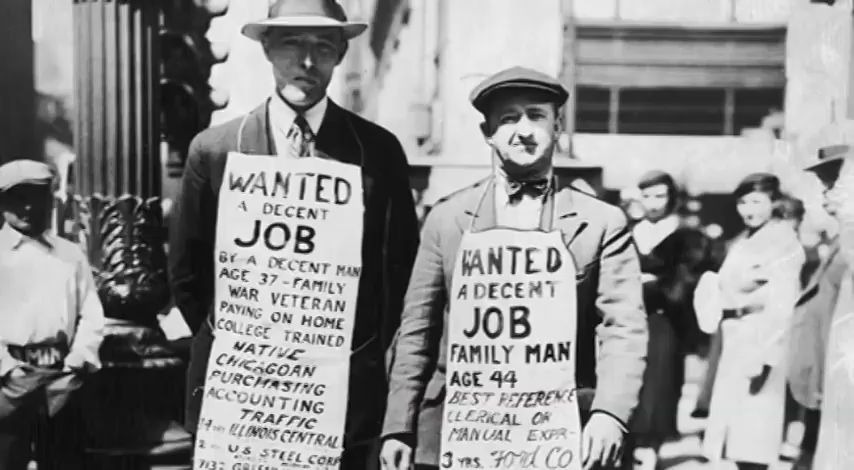 WANTED
A DECENT
JOB
BY A DECENT MAN
AGE 37-FAMILY
WAR VETERAN
PAYING ON HOME
COLLEGE TRAINED
NATIVE
CHICAGOAN
PURCHASING
ACCOUNTING
TRAFFIC
ILLINOIS CENTRAL
U.S. STEEL CORP
WANTED
A DECENT
JOB
FAMILY MAN
AGE 44
BEST REFERENCE
CLERICAL OR
MANUAL EXPR-
3 YRS. FORD CO